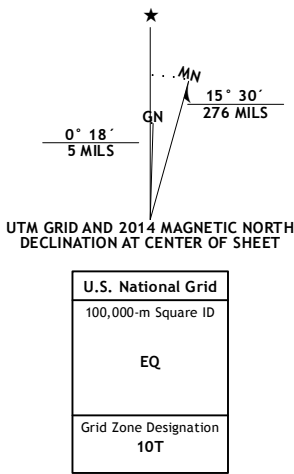 ★
MN
GN
15° 30´
276 MILS
0° 18´
5 MILS
UTM GRID AND 2014 MAGNETIC NORTH
DECLINATION AT CENTER OF SHEET
U.S. National Grid
100,000-m Square ID
EQ
Grid Zone Designation
10T